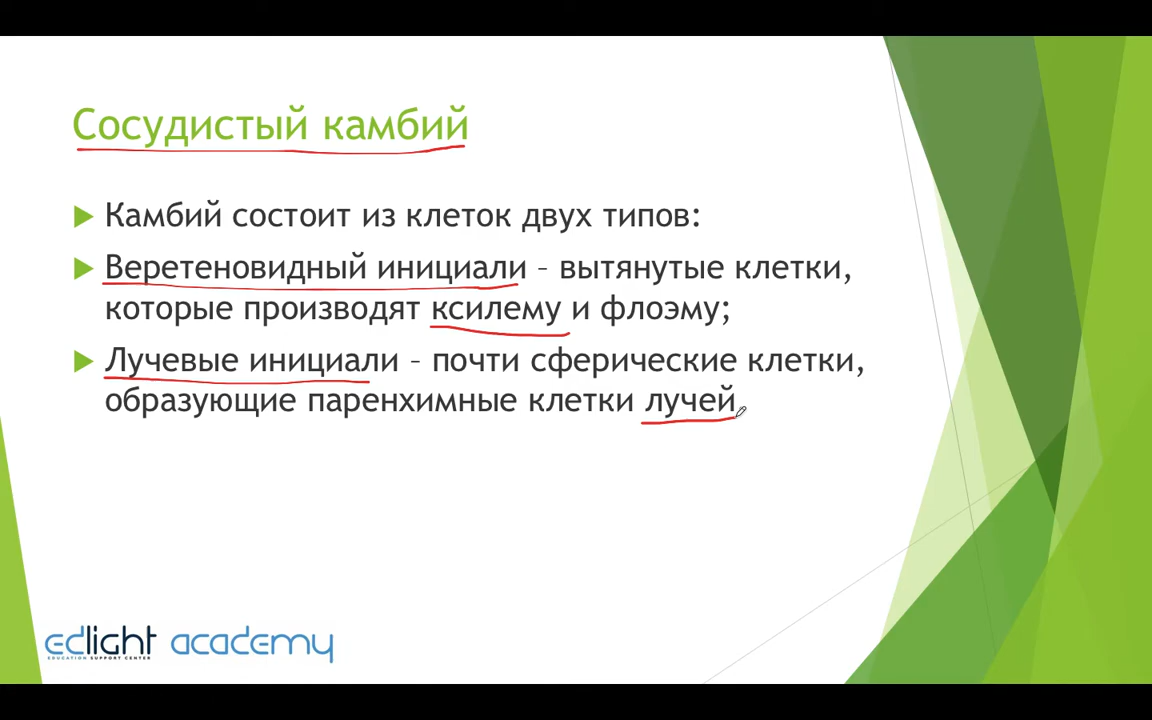 Сосудистый камбий
Камбий состоит из клеток двух типов:
Веретеновидный инициали – вытянутые клетки,
которые производят ксилему и флоэму;
Лучевые инициали – почти сферические клетки,
образующие паренхимные клетки лучей.
edlight academy
EDUCATION SUPPORT CENTER